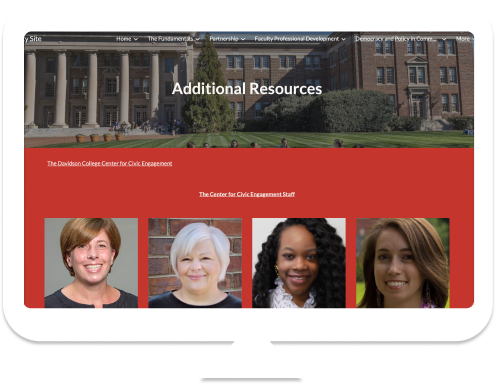 y Site
Home The Fundamentals Partnership Faculty Professional Development Democracy and Policy in Comm... More
Additional Resources
The Davidson College Center for Civic Engagement
The Center for Civic Engagement Staff